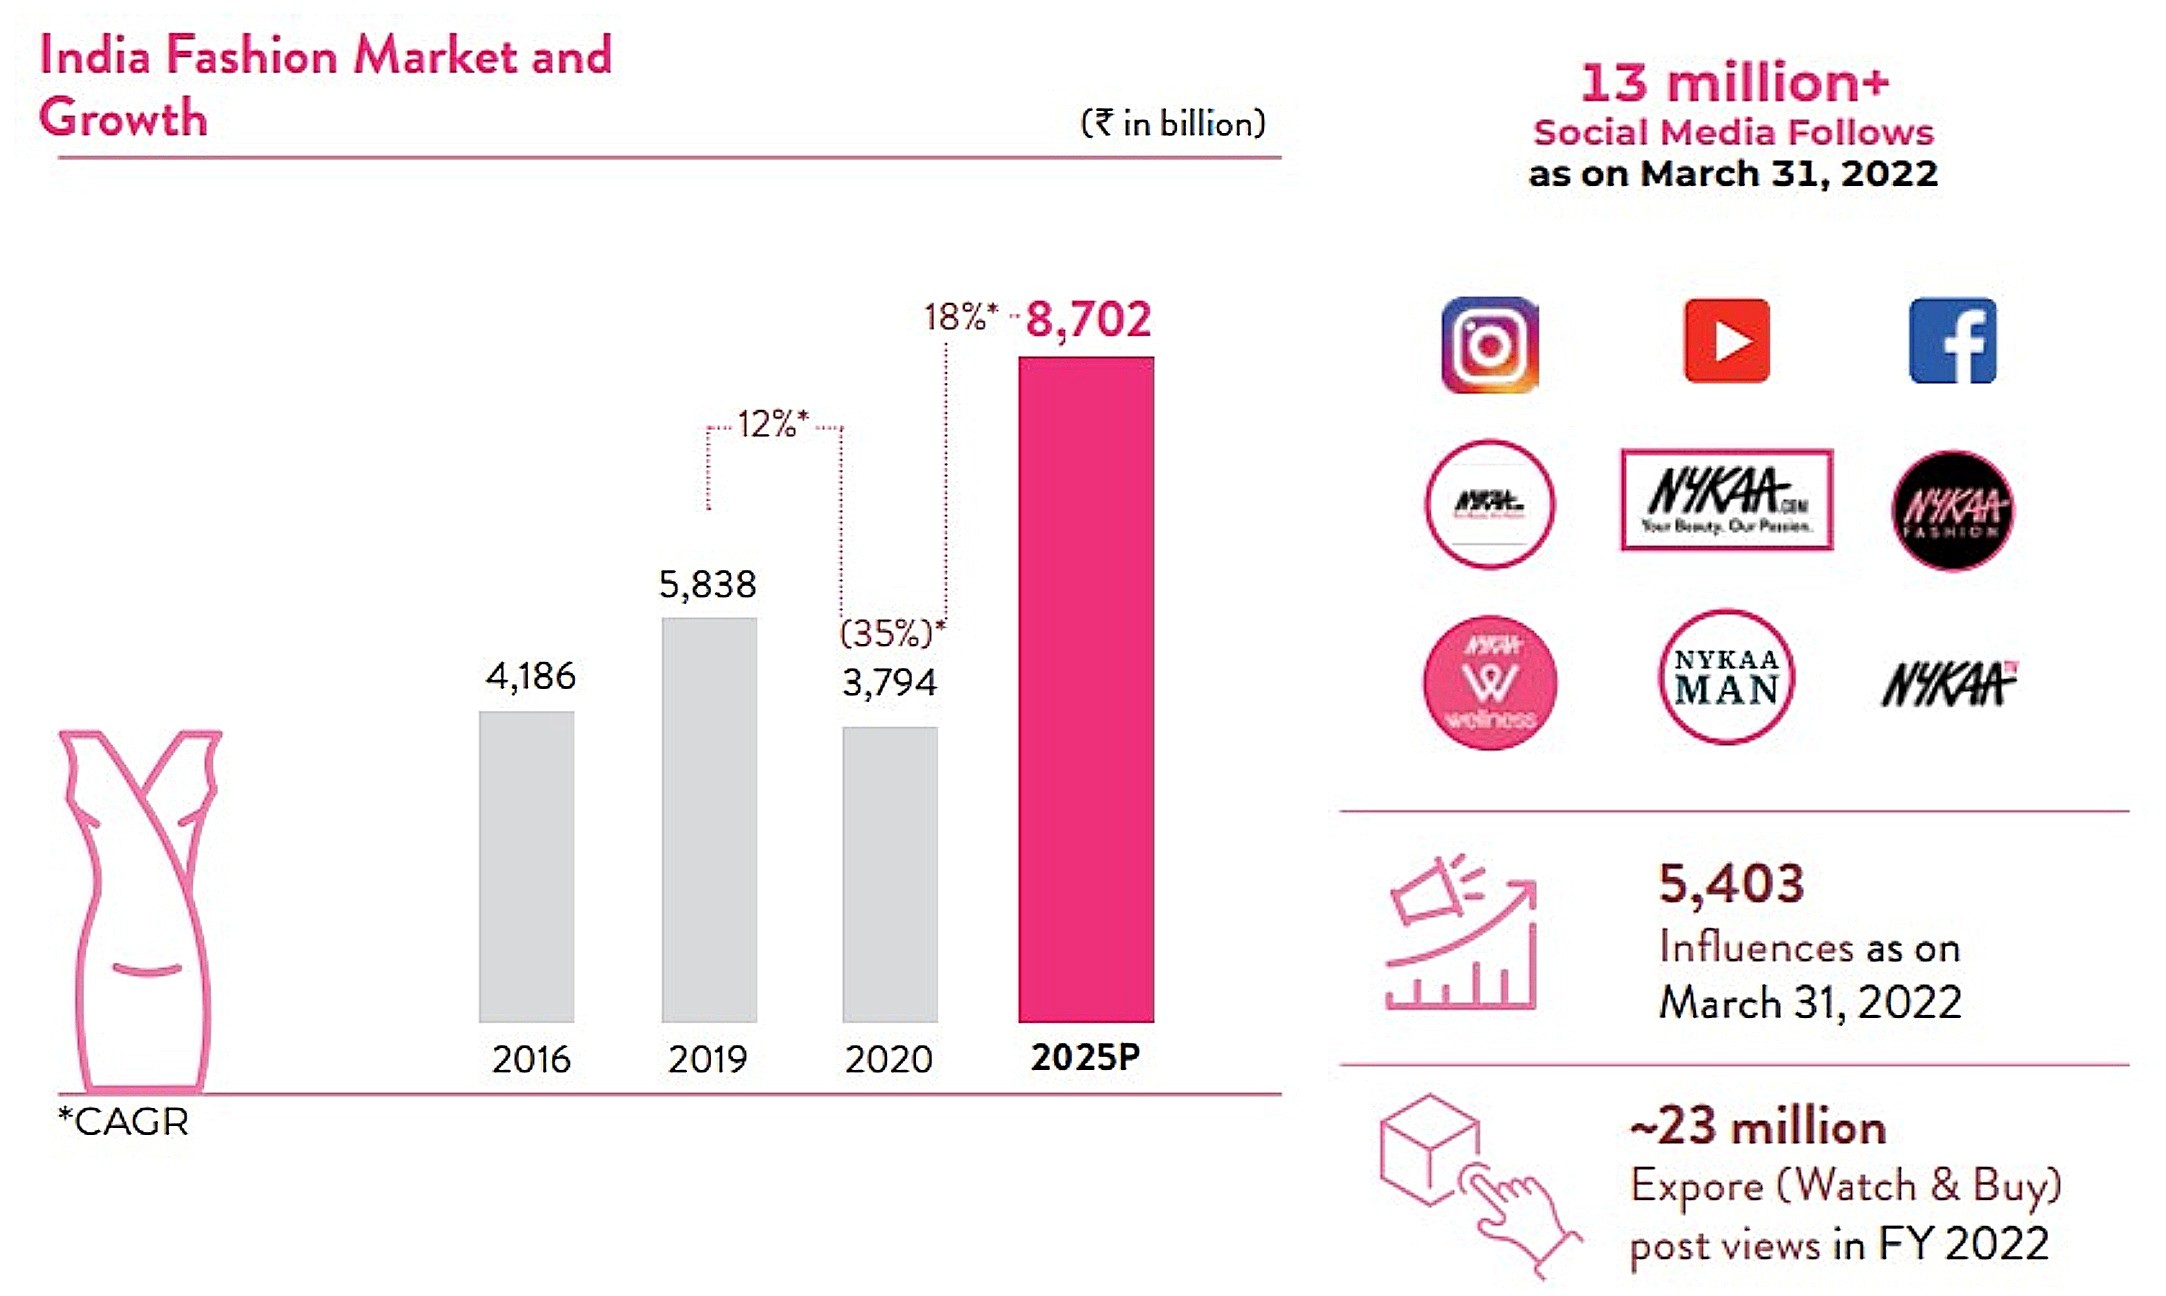 India Fashion Market and
Growth
(₹ in billion)
18%*
8,702
12%*
5,838
(35%)*
4,186
3,794
2016
2019
2020
2025P
*CAGR
13 million+
Social Media Follows
as on March 31, 2022
NYKAA
NYKAA.COM
Your Beauty. Our Passion.
NYKAA
FASHION
NYKAA
W
wellness
NYKAA
MAN
NYKAA TV
5,403
Influences as on
March 31, 2022
~23 million
Expore (Watch & Buy)
post views in FY 2022